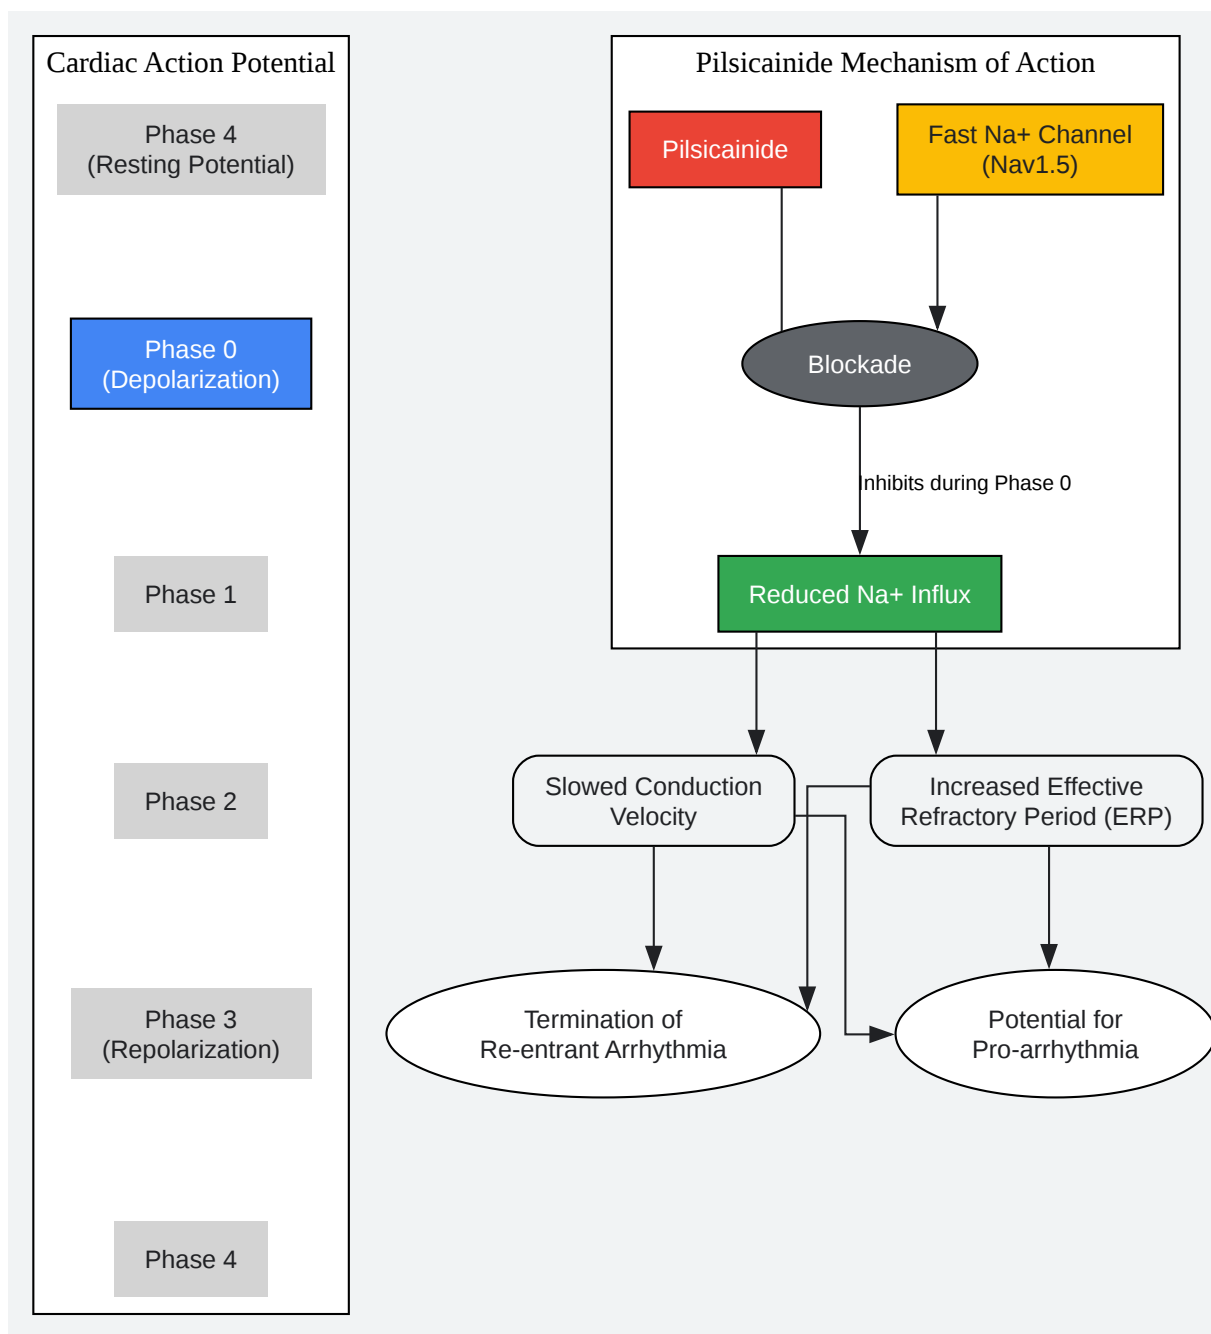 Cardiac Action Potential
Phase 4
(Resting Potential)
Phase 0
(Depolarization)
Phase 1
Phase 2
Phase 3
(Repolarization)
Phase 4
Pilsicainide Mechanism of Action
Pilsicainide
Fast Na+ Channel
(Nav1.5)
Blockade
Inhibits during Phase 0
Reduced Na+ Influx
Slowed Conduction
Velocity
Increased Effective
Refractory Period (ERP)
Termination of
Re-entrant Arrhythmia
Potential for
Pro-arrhythmia